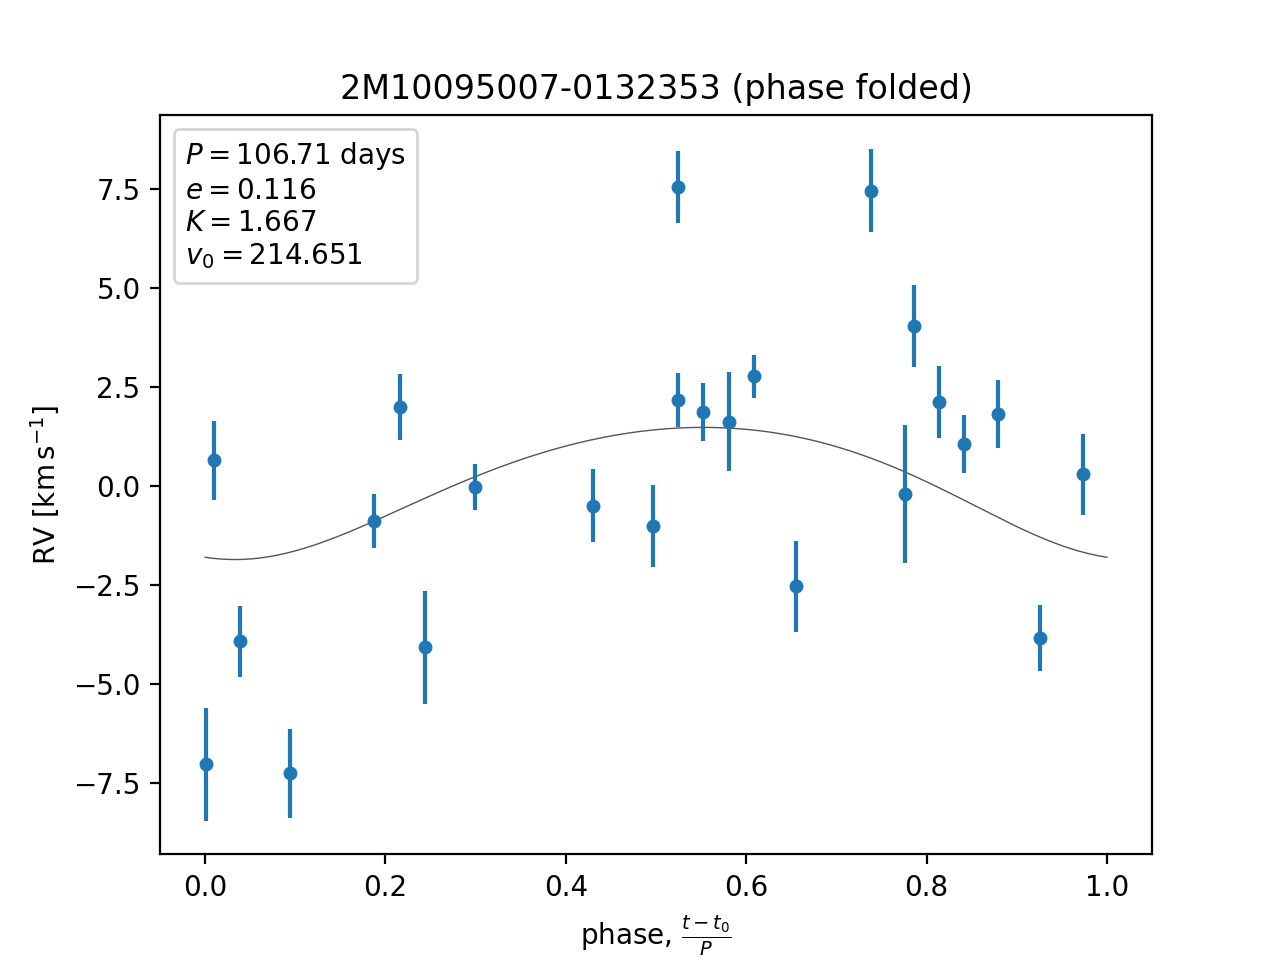 2M10095007-0132353 (phase folded)
P = 106.71 days
e = 0.116
K = 1.667
v₀ = 214.651
RV [km s⁻¹]
7.5
5.0
2.5
0.0
−2.5
−5.0
−7.5
0.0 0.2 0.4 0.6 0.8 1.0
phase, (t − t₀)/P